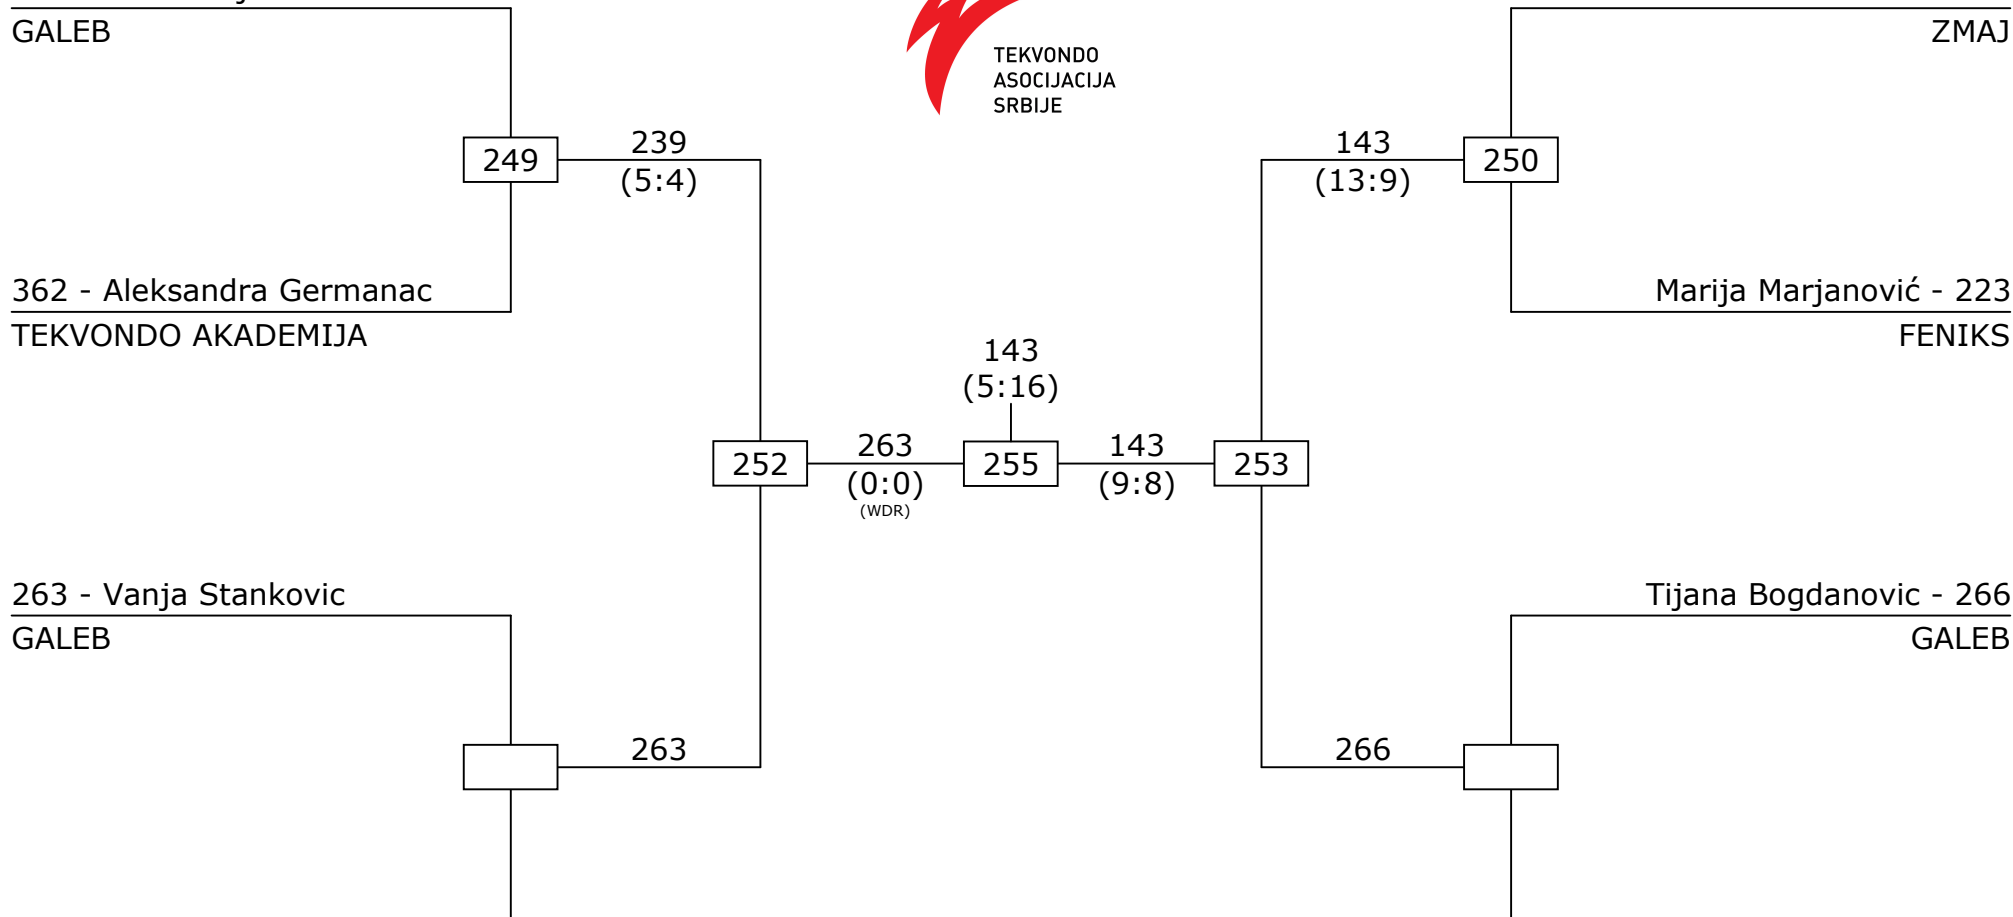 GALEB
ZMAJ
TEKVONDO
ASOCIJACIJA
SRBIJE
239
143
249
250
(5:4)
(13:9)
362 - Aleksandra Germanac
Marija Marjanović - 223
TEKVONDO AKADEMIJA
FENIKS
143
(5:16)
263
143
252
255
253
(0:0)
(9:8)
(WDR)
263 - Vanja Stankovic
Tijana Bogdanovic - 266
GALEB
GALEB
263
266